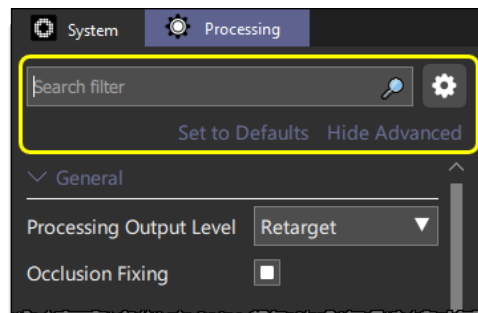 System Processing
Search filter
Set to Defaults Hide Advanced
General
Processing Output Level Retarget
Occlusion Fixing